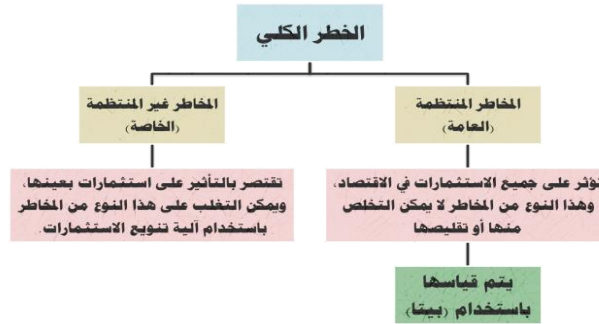 الخطر الكلي
المخاطر المنتظمة
(العامة)
المخاطر غير المنتظمة
(الخاصة)
تؤثر على جميع الاستثمارات في الاقتصاد،
وهذا النوع من المخاطر لا يمكن التخلص
منها أو تقليصها
تقتصر بالتأثير على استثمارات بعينها،
ويمكن التغلب على هذا النوع من المخاطر
باستخدام آلية تنويع الاستثمارات.
يتم قياسها
باستخدام (بيتا)